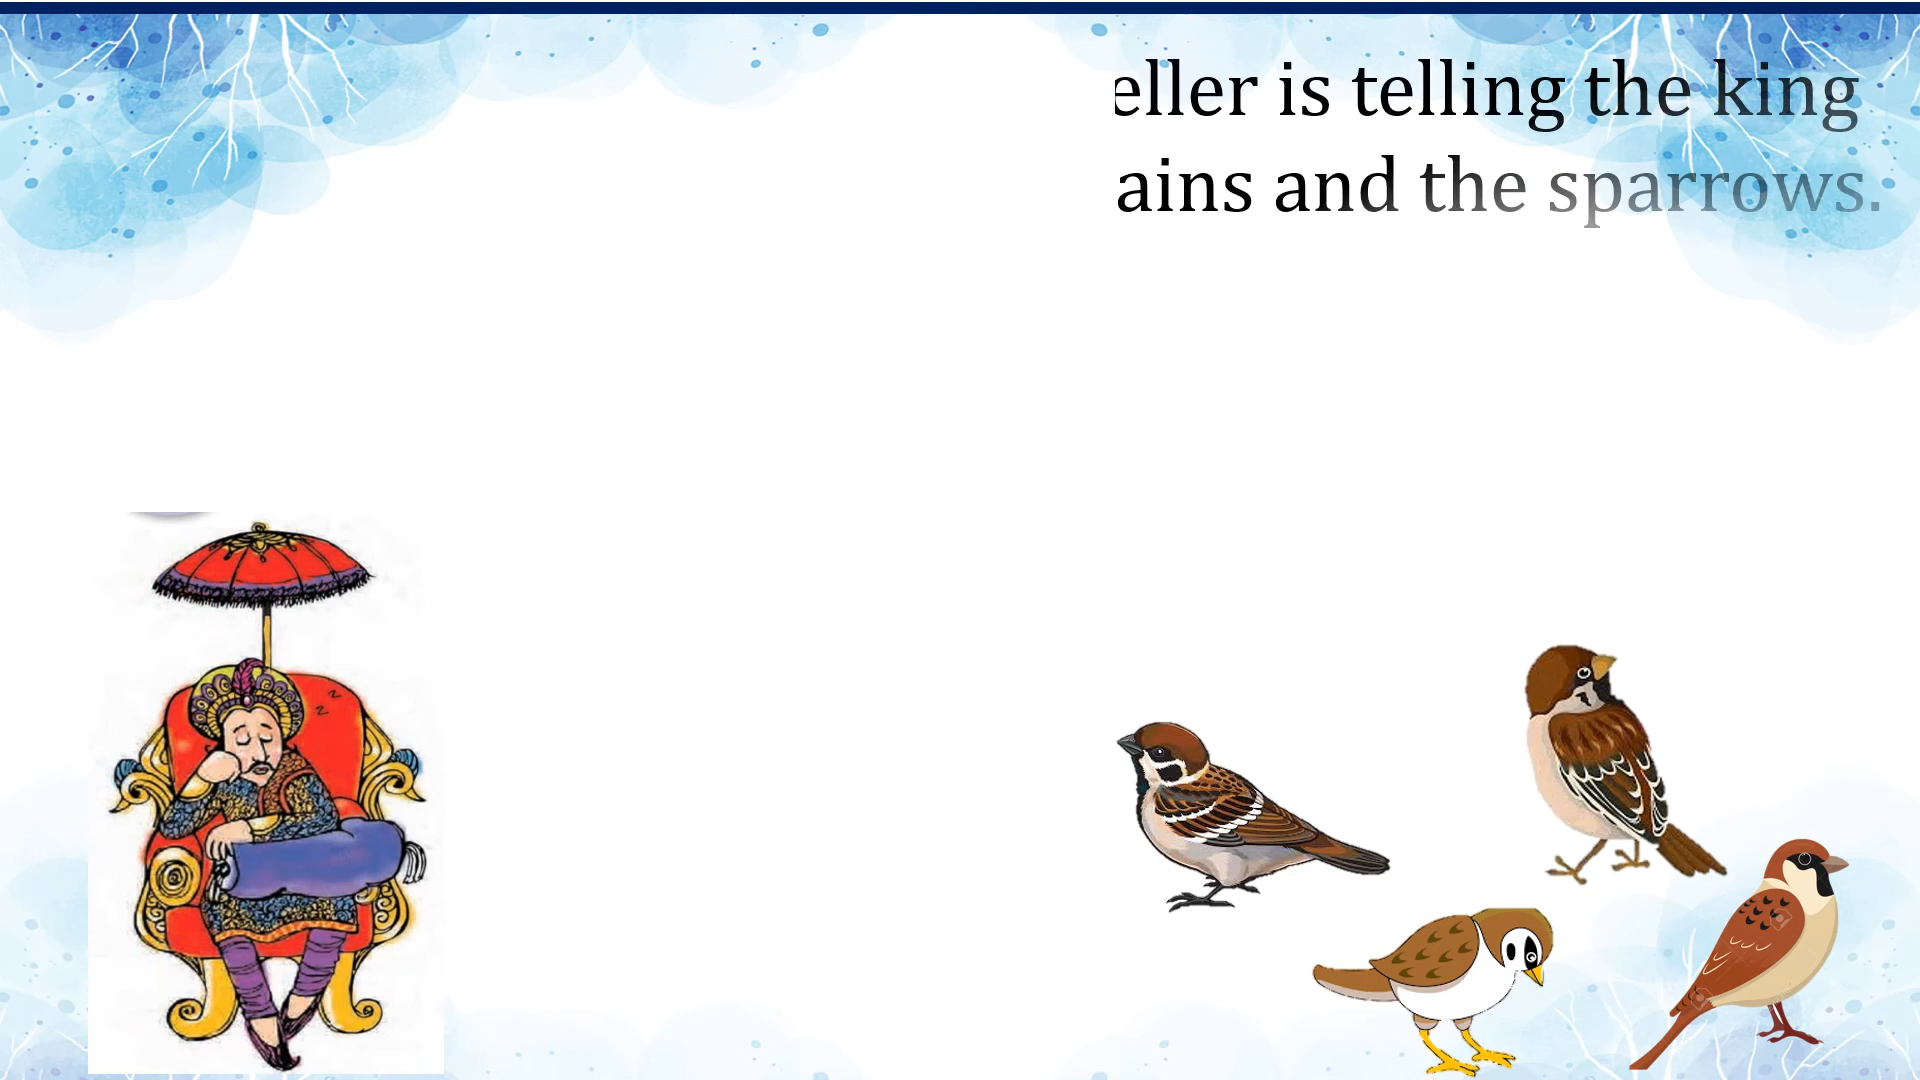 eller is telling the king
ains and the sparrows.